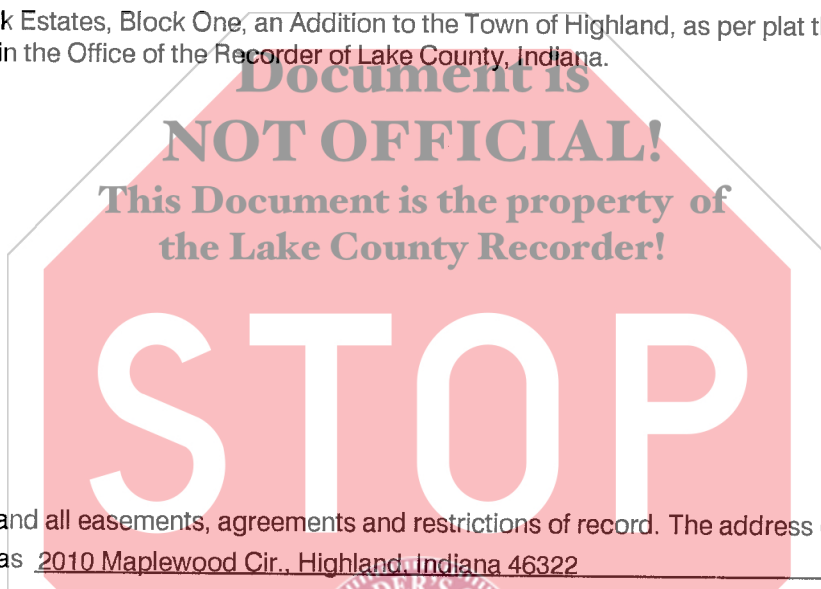 k Estates, Block One, an Addition to the Town of Highland, as per plat
in the Office of the Recorder of Lake County, Indiana.
Document is
NOT OFFICIAL!
This Document is the property of
the Lake County Recorder!
STOP
and all easements, agreements and restrictions of record. The address
as 2010 Maplewood Cir., Highland, Indiana 46322